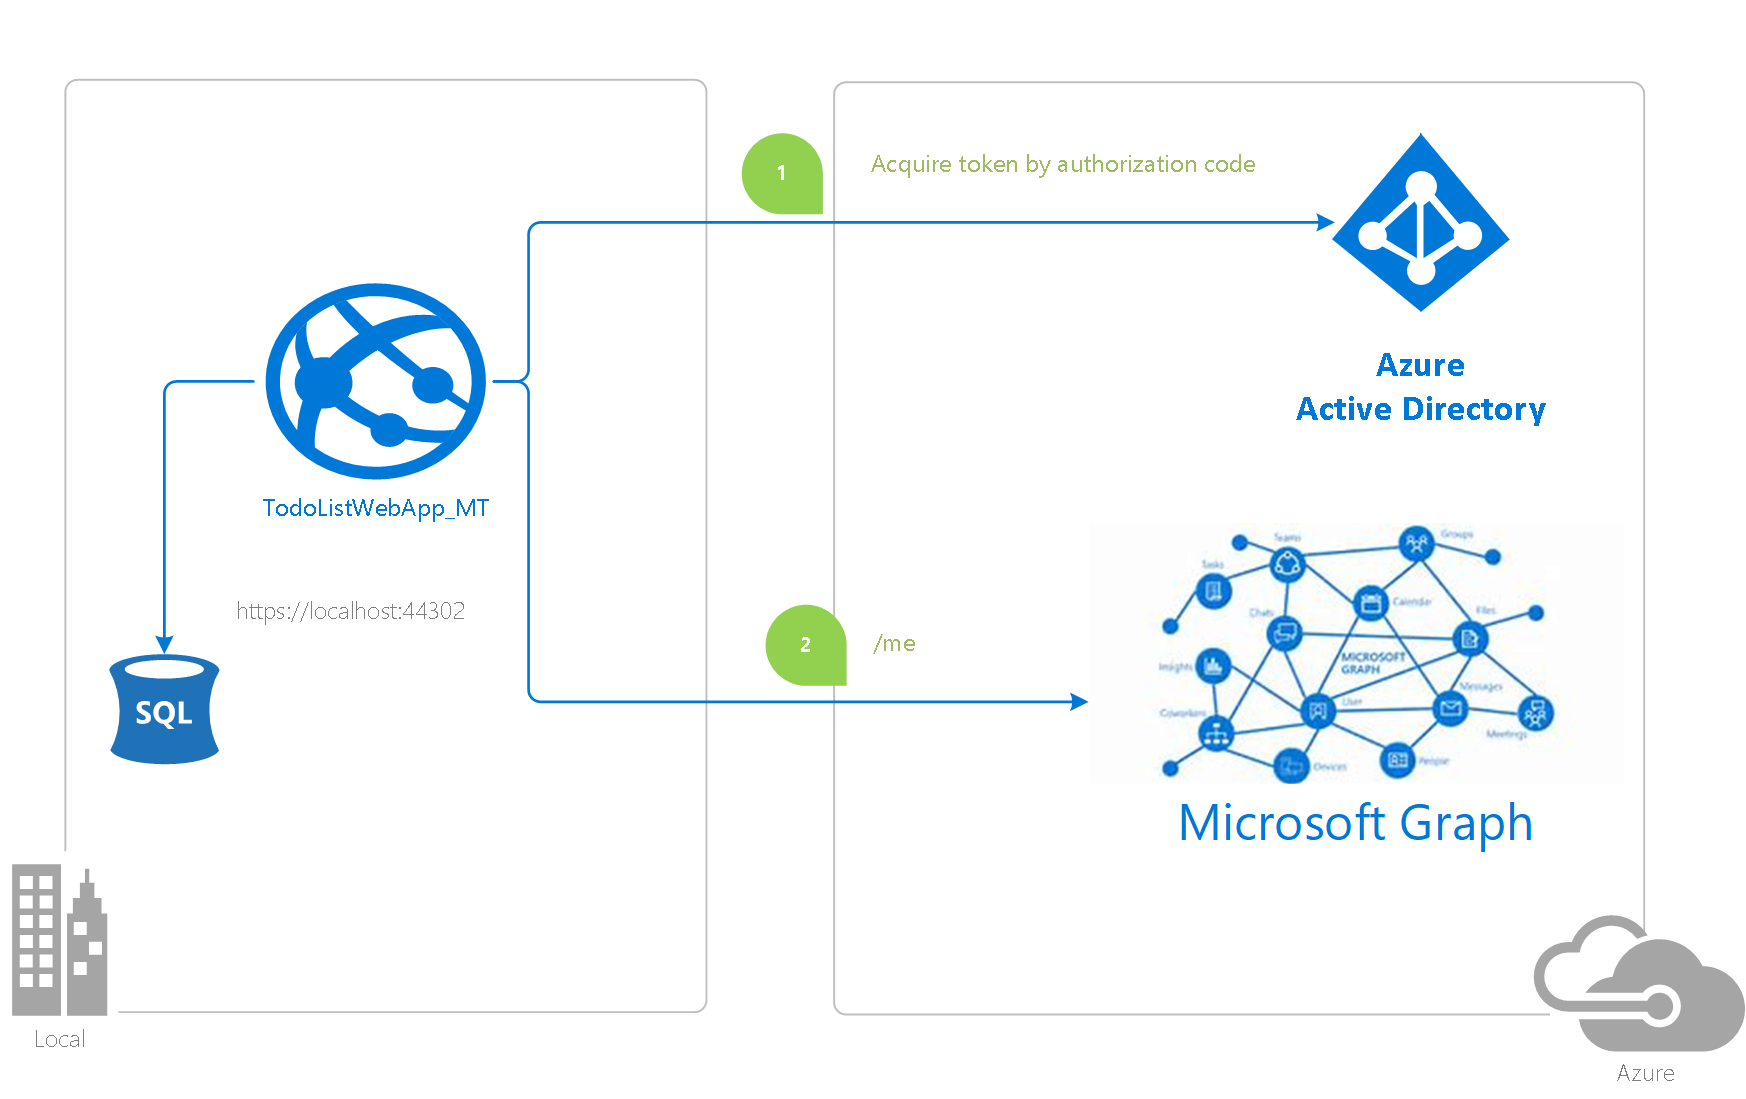 1
Acquire token by authorization code
Azure
Active Directory
TodoListWebApp_MT
https://localhost:44302
SQL
2
/me
Teams
Groups
Tasks
Chats
Calendar
Files
Insights
MICROSOFT
GRAPH
Messages
User
Coworkers
Meetings
Devices
People
Microsoft Graph
Local
Azure